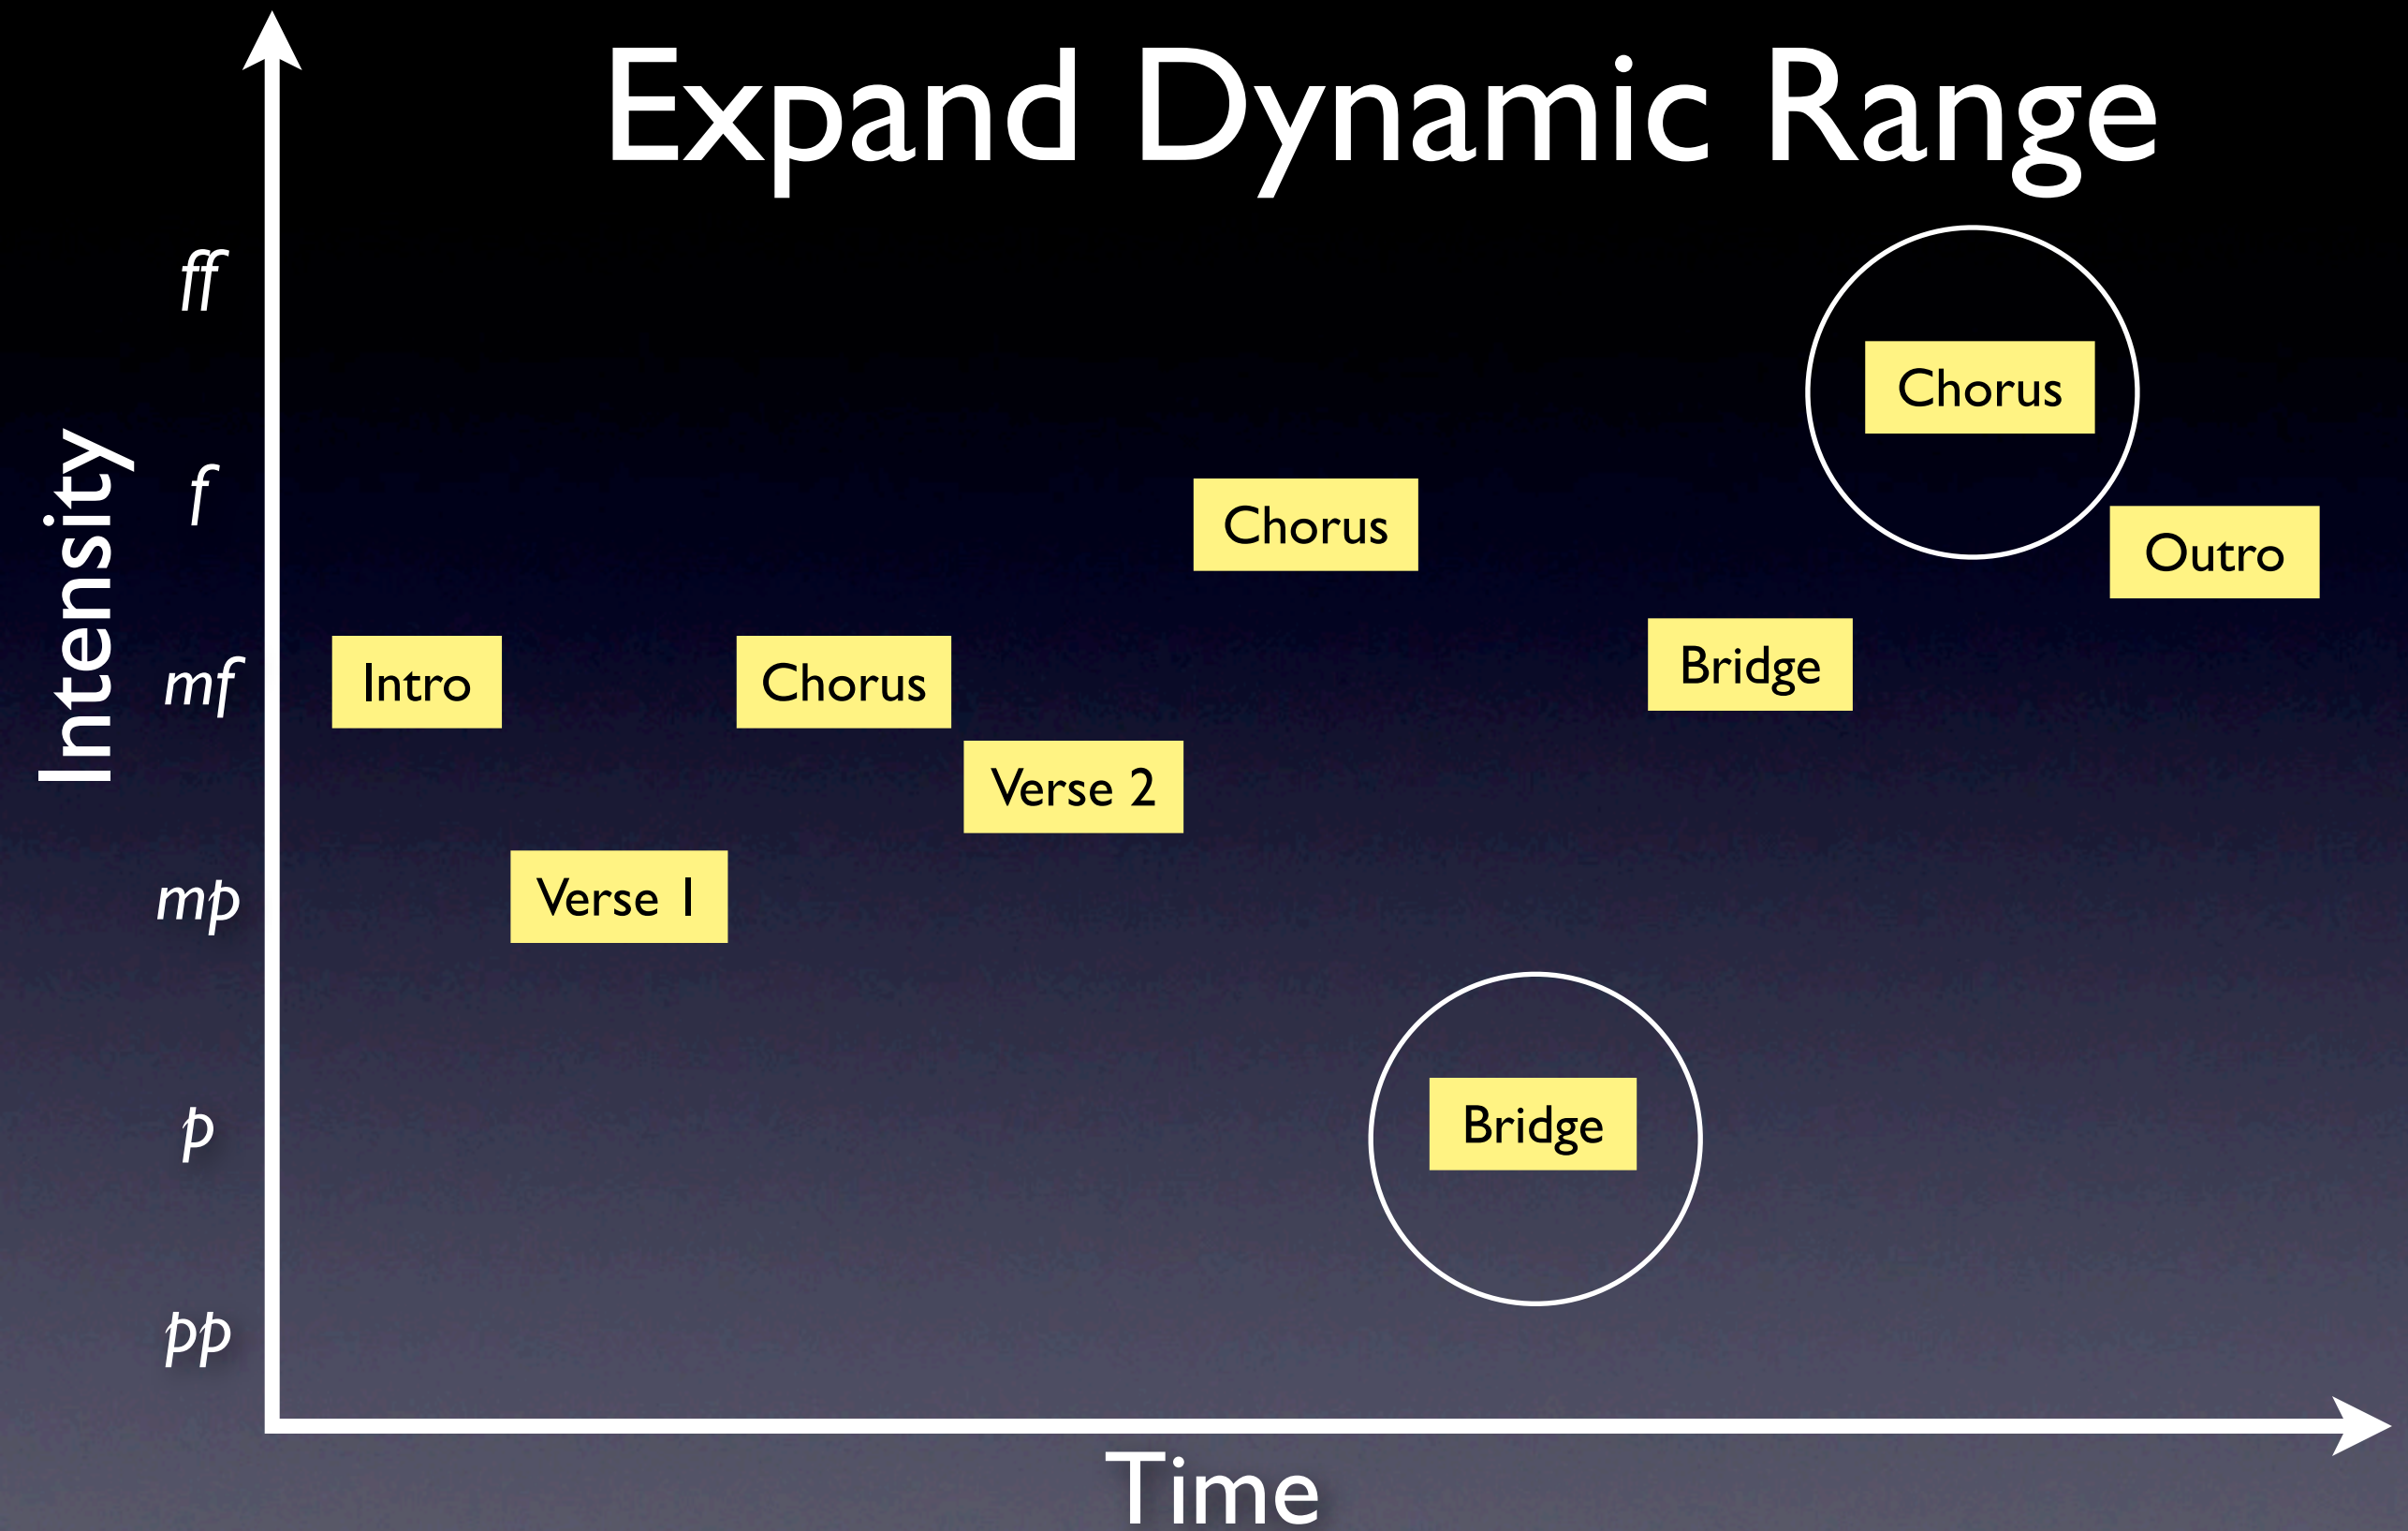 Expand Dynamic Range
ff
Chorus
f
Chorus
Outro
Intensity
mf
Intro
Chorus
Bridge
Verse 2
mp
Verse 1
p
Bridge
pp
Time